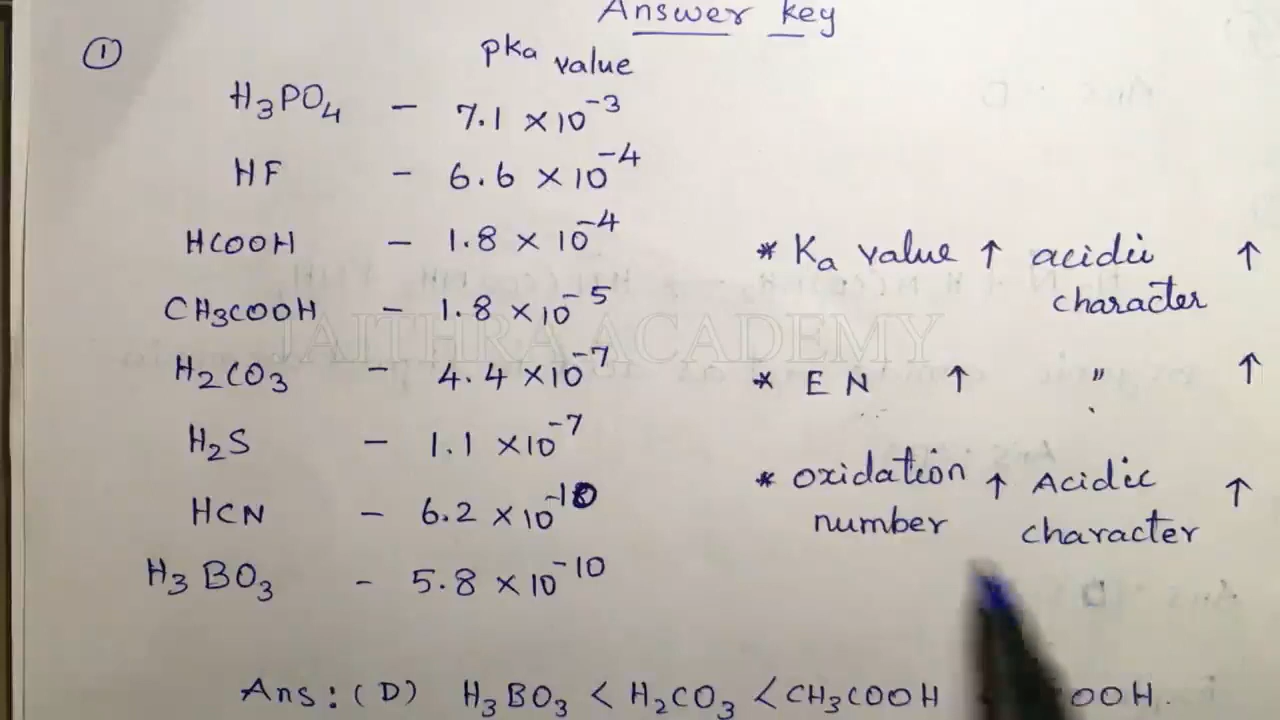 Answer key
①
pka value
H₃PO₄ - 7.1 × 10⁻³
HF - 6.6 × 10⁻⁴
HCOOH - 1.8 × 10⁻⁴
CH₃COOH - 1.8 × 10⁻⁵
H₂CO₃ - 4.4 × 10⁻⁷
H₂S - 1.1 × 10⁻⁷
HCN - 6.2 × 10⁻¹⁰
H₃BO₃ - 5.8 × 10⁻¹⁰
* Ka value ↑ acidic ↑
character
* EN ↑ " ↑
* oxidation ↑ Acidic ↑
number character
JAITHRA ACADEMY
Ans : (D) H₃BO₃ < H₂CO₃ < CH₃COOH OOH.